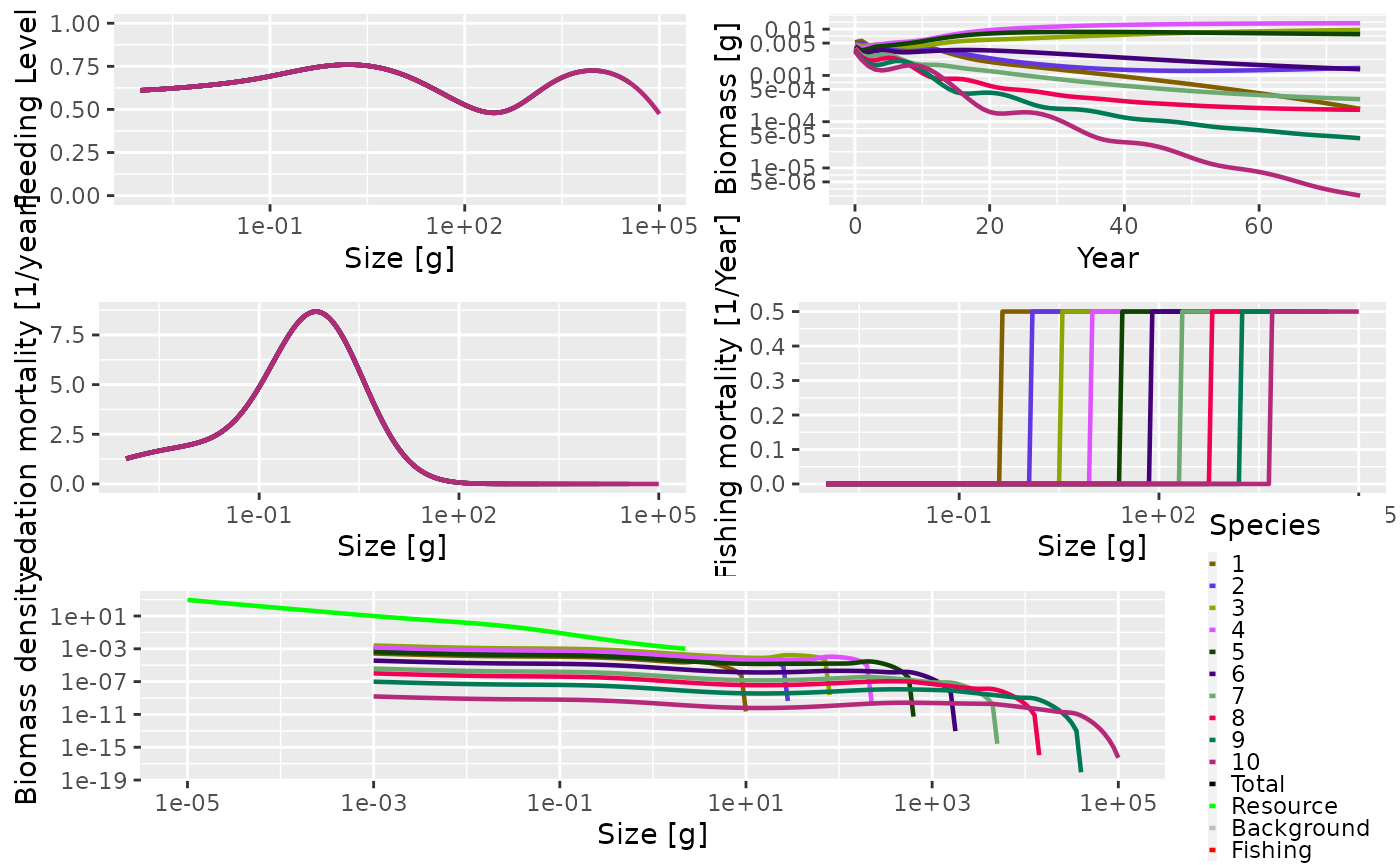 Feeding Level
1.00
0.75
0.50
0.25
0.00
1e-01
1e+02
1e+05
Size [g]
Biomass [g]
0.01
0.005
0.001
5e-04
1e-04
5e-05
1e-05
5e-06
0
20
40
60
Year
edation mortality [1/year]
7.5
5.0
2.5
0.0
1e-01
1e+02
1e+05
Size [g]
Fishing mortality [1/Year]
0.5
0.4
0.3
0.2
0.1
0.0
1e-01
1e+02
5
Size [g]
Biomass density
1e+01
1e-03
1e-07
1e-11
1e-15
1e-19
1e-05
1e-03
1e-01
1e+01
1e+03
1e+05
Size [g]
Species
1
2
3
4
5
6
7
8
9
10
Total
Resource
Background
Fishing